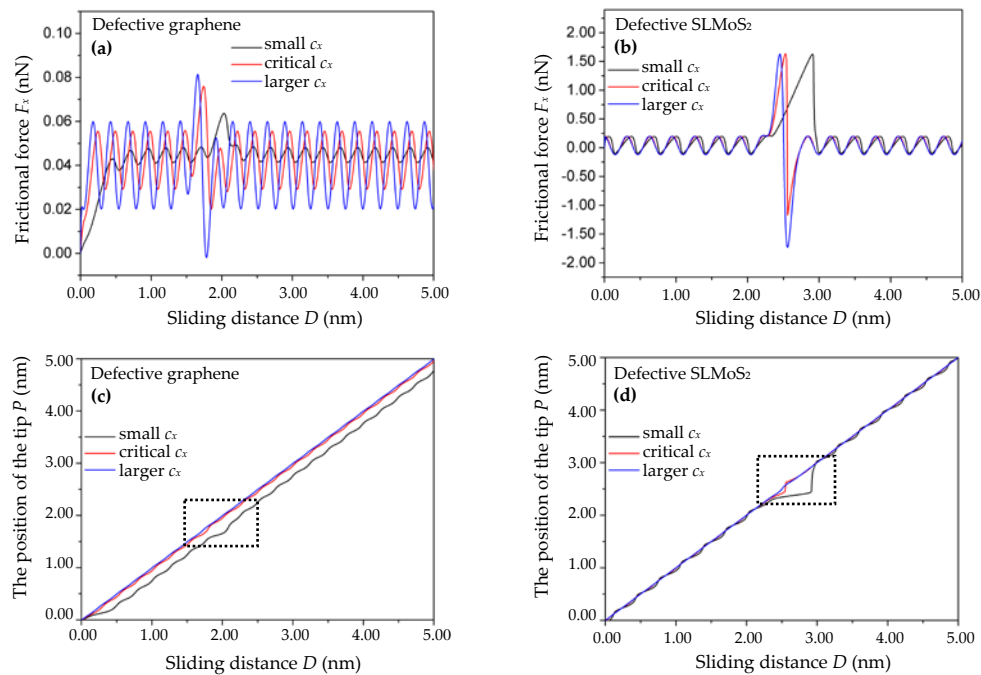 Defective graphene
(a)
small cx
critical cx
larger cx
0.10
0.08
0.06
0.04
0.02
0.00
Frictional force Fx (nN)
0.00 1.00 2.00 3.00 4.00 5.00
Sliding distance D (nm)
Defective SLMoS2
(b)
small cx
critical cx
larger cx
2.00
1.50
1.00
0.50
0.00
-0.50
-1.00
-1.50
-2.00
Frictional force Fx (nN)
0.00 1.00 2.00 3.00 4.00 5.00
Sliding distance D (nm)
Defective graphene
(c)
small cx
critical cx
larger cx
5.00
4.00
3.00
2.00
1.00
0.00
The position of the tip P (nm)
0.00 1.00 2.00 3.00 4.00 5.00
Sliding distance D (nm)
Defective SLMoS2
(d)
small cx
critical cx
larger cx
5.00
4.00
3.00
2.00
1.00
0.00
The position of the tip P (nm)
0.00 1.00 2.00 3.00 4.00 5.00
Sliding distance D (nm)